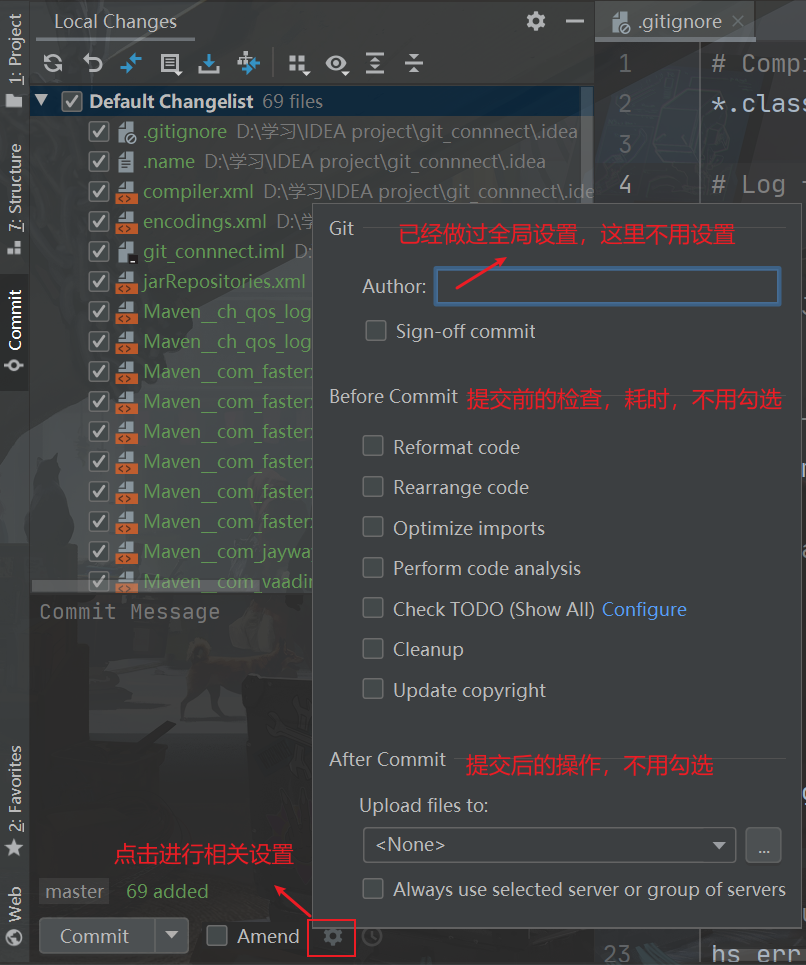 1: Project
7: Structure
Commit
2: Favorites
Web
Local Changes
Default Changelist 69 files
.gitignore D:\学习\IDEA project\git_connnect\.idea
.name D:\学习\IDEA project\git_connnect\.idea
compiler.xml D:\学习\IDEA project\git_connnect\.ide
encodings.xml D:\学
git_connnect.iml D:
jarRepositories.xml
Maven__ch_qos_log
Maven__ch_qos_log
Maven__com_faster
Maven__com_faster
Maven__com_faster
Maven__com_faster
Maven__com_faster
Maven__com_faster
Maven__com_jaywa
Maven__com_vaadin
Commit Message
点击进行相关设置
master 69 added
Commit Amend
Git 已经做过全局设置，这里不用设置
Author:
Sign-off commit
Before Commit 提交前的检查，耗时，不用勾选
Reformat code
Rearrange code
Optimize imports
Perform code analysis
Check TODO (Show All) Configure
Cleanup
Update copyright
After Commit 提交后的操作，不用勾选
Upload files to:
<None> ...
Always use selected server or group of servers
.gitignore
1 # Compi
2 *.class
3
4 # Log
23 hs_err